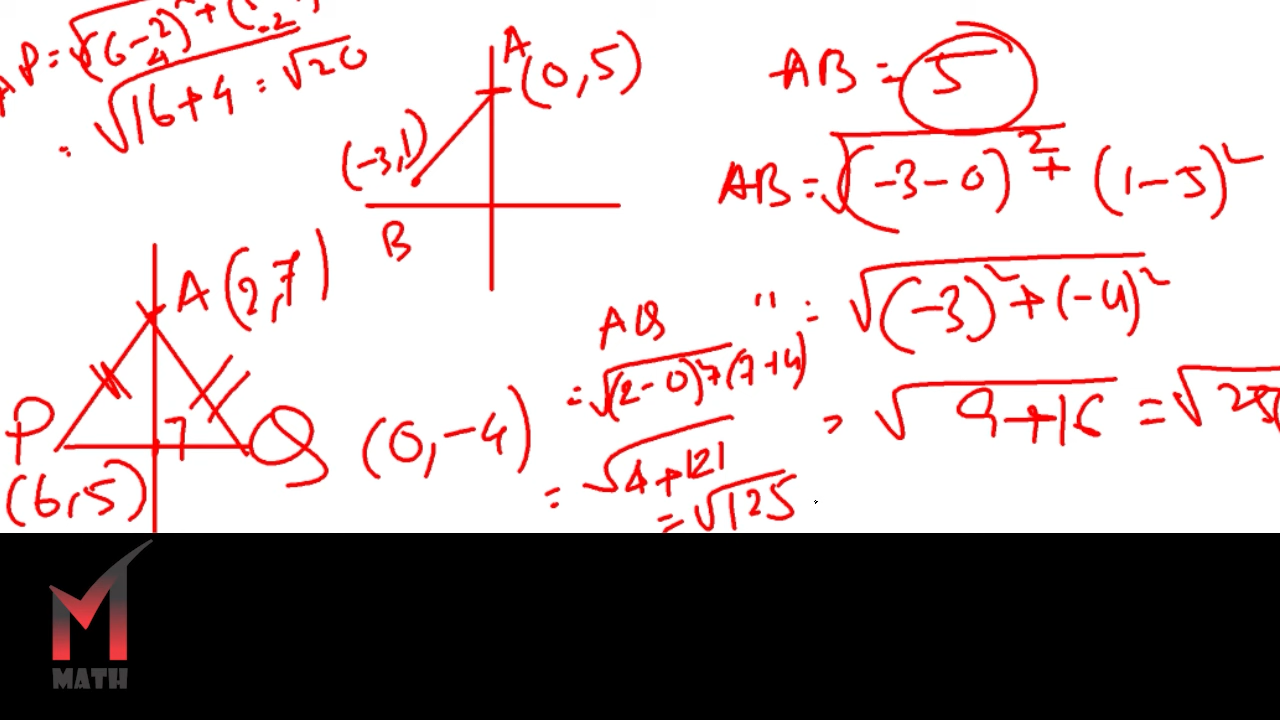 AP = √(6-2)² + (
4 -2
= √16+4 = √20
A (0,5)
(-3,1)
B
AB = 5
AB = √(-3-0)² + (1-5)²
" = √(-3)² + (-4)²
= √9+16 = √25
A (2,7)
P
(6,5)
Q (0,-4)
AQ
= √(2-0)² + (7+4)
= √4+121
= √125
M
MATH